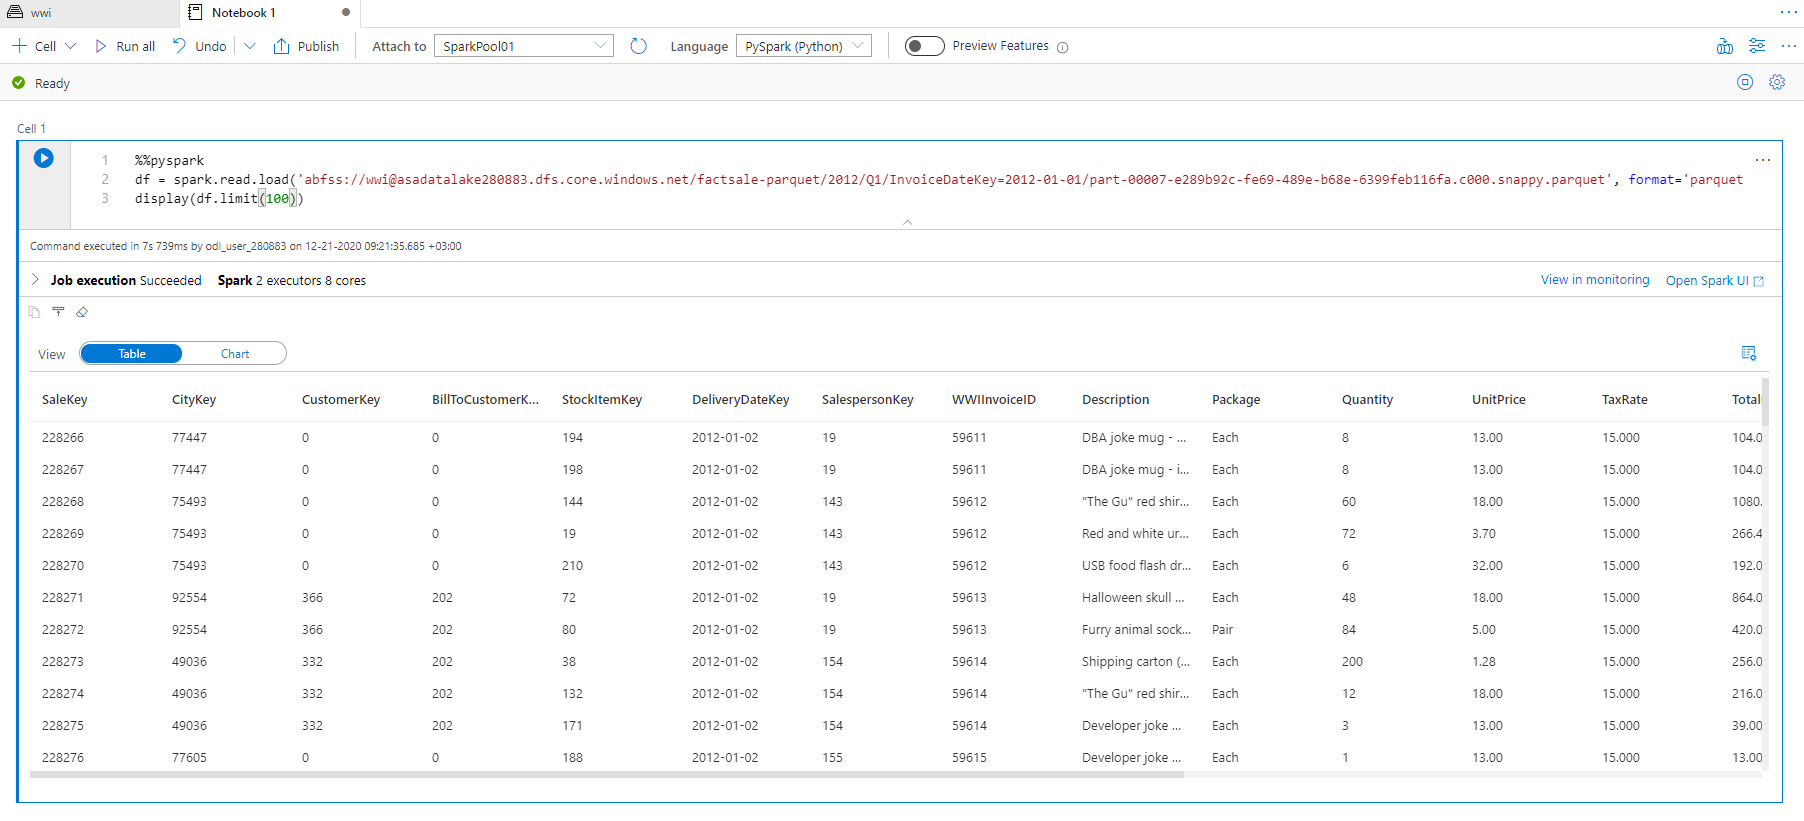 wwi
Notebook 1
Cell
Run all
Undo
Publish
Attach to
SparkPool01
Language
PySpark (Python)
Preview Features
Ready
Cell 1
1 %%pyspark
2 df = spark.read.load('abfss://wwi@asadatalake280883.dfs.core.windows.net/factsale-parquet/2012/Q1/InvoiceDateKey=2012-01-01/part-00007-e289b92c-fe69-489e-b68e-6399feb116fa.c000.snappy.parquet', format='parquet
3 display(df.limit(100))
Command executed in 7s 739ms by odl_user_280883 on 12-21-2020 09:21:35.685 +03:00
Job execution Succeeded Spark 2 executors 8 cores
View in monitoring
Open Spark UI
View Table Chart
SaleKey CityKey CustomerKey BillToCustomerK... StockItemKey DeliveryDateKey SalespersonKey WWIInvoiceID Description Package Quantity UnitPrice TaxRate Total
228266 77447 0 0 194 2012-01-02 19 59611 DBA joke mug - ... Each 8 13.00 15.000 104.0
228267 77447 0 0 198 2012-01-02 19 59611 DBA joke mug - i... Each 8 13.00 15.000 104.0
228268 75493 0 0 144 2012-01-02 143 59612 "The Gu" red shir... Each 60 18.00 15.000 1080.
228269 75493 0 0 19 2012-01-02 143 59612 Red and white ur... Each 72 3.70 15.000 266.4
228270 75493 0 0 210 2012-01-02 143 59612 USB food flash dr... Each 6 32.00 15.000 192.0
228271 92554 366 202 72 2012-01-02 19 59613 Halloween skull ... Each 48 18.00 15.000 864.0
228272 92554 366 202 80 2012-01-02 19 59613 Furry animal sock... Pair 84 5.00 15.000 420.0
228273 49036 332 202 38 2012-01-02 154 59614 Shipping carton (... Each 200 1.28 15.000 256.0
228274 49036 332 202 132 2012-01-02 154 59614 "The Gu" red shir... Each 12 18.00 15.000 216.0
228275 49036 332 202 171 2012-01-02 154 59614 Developer joke ... Each 3 13.00 15.000 39.00
228276 77605 0 0 188 2012-01-02 155 59615 Developer joke ... Each 1 13.00 15.000 13.00